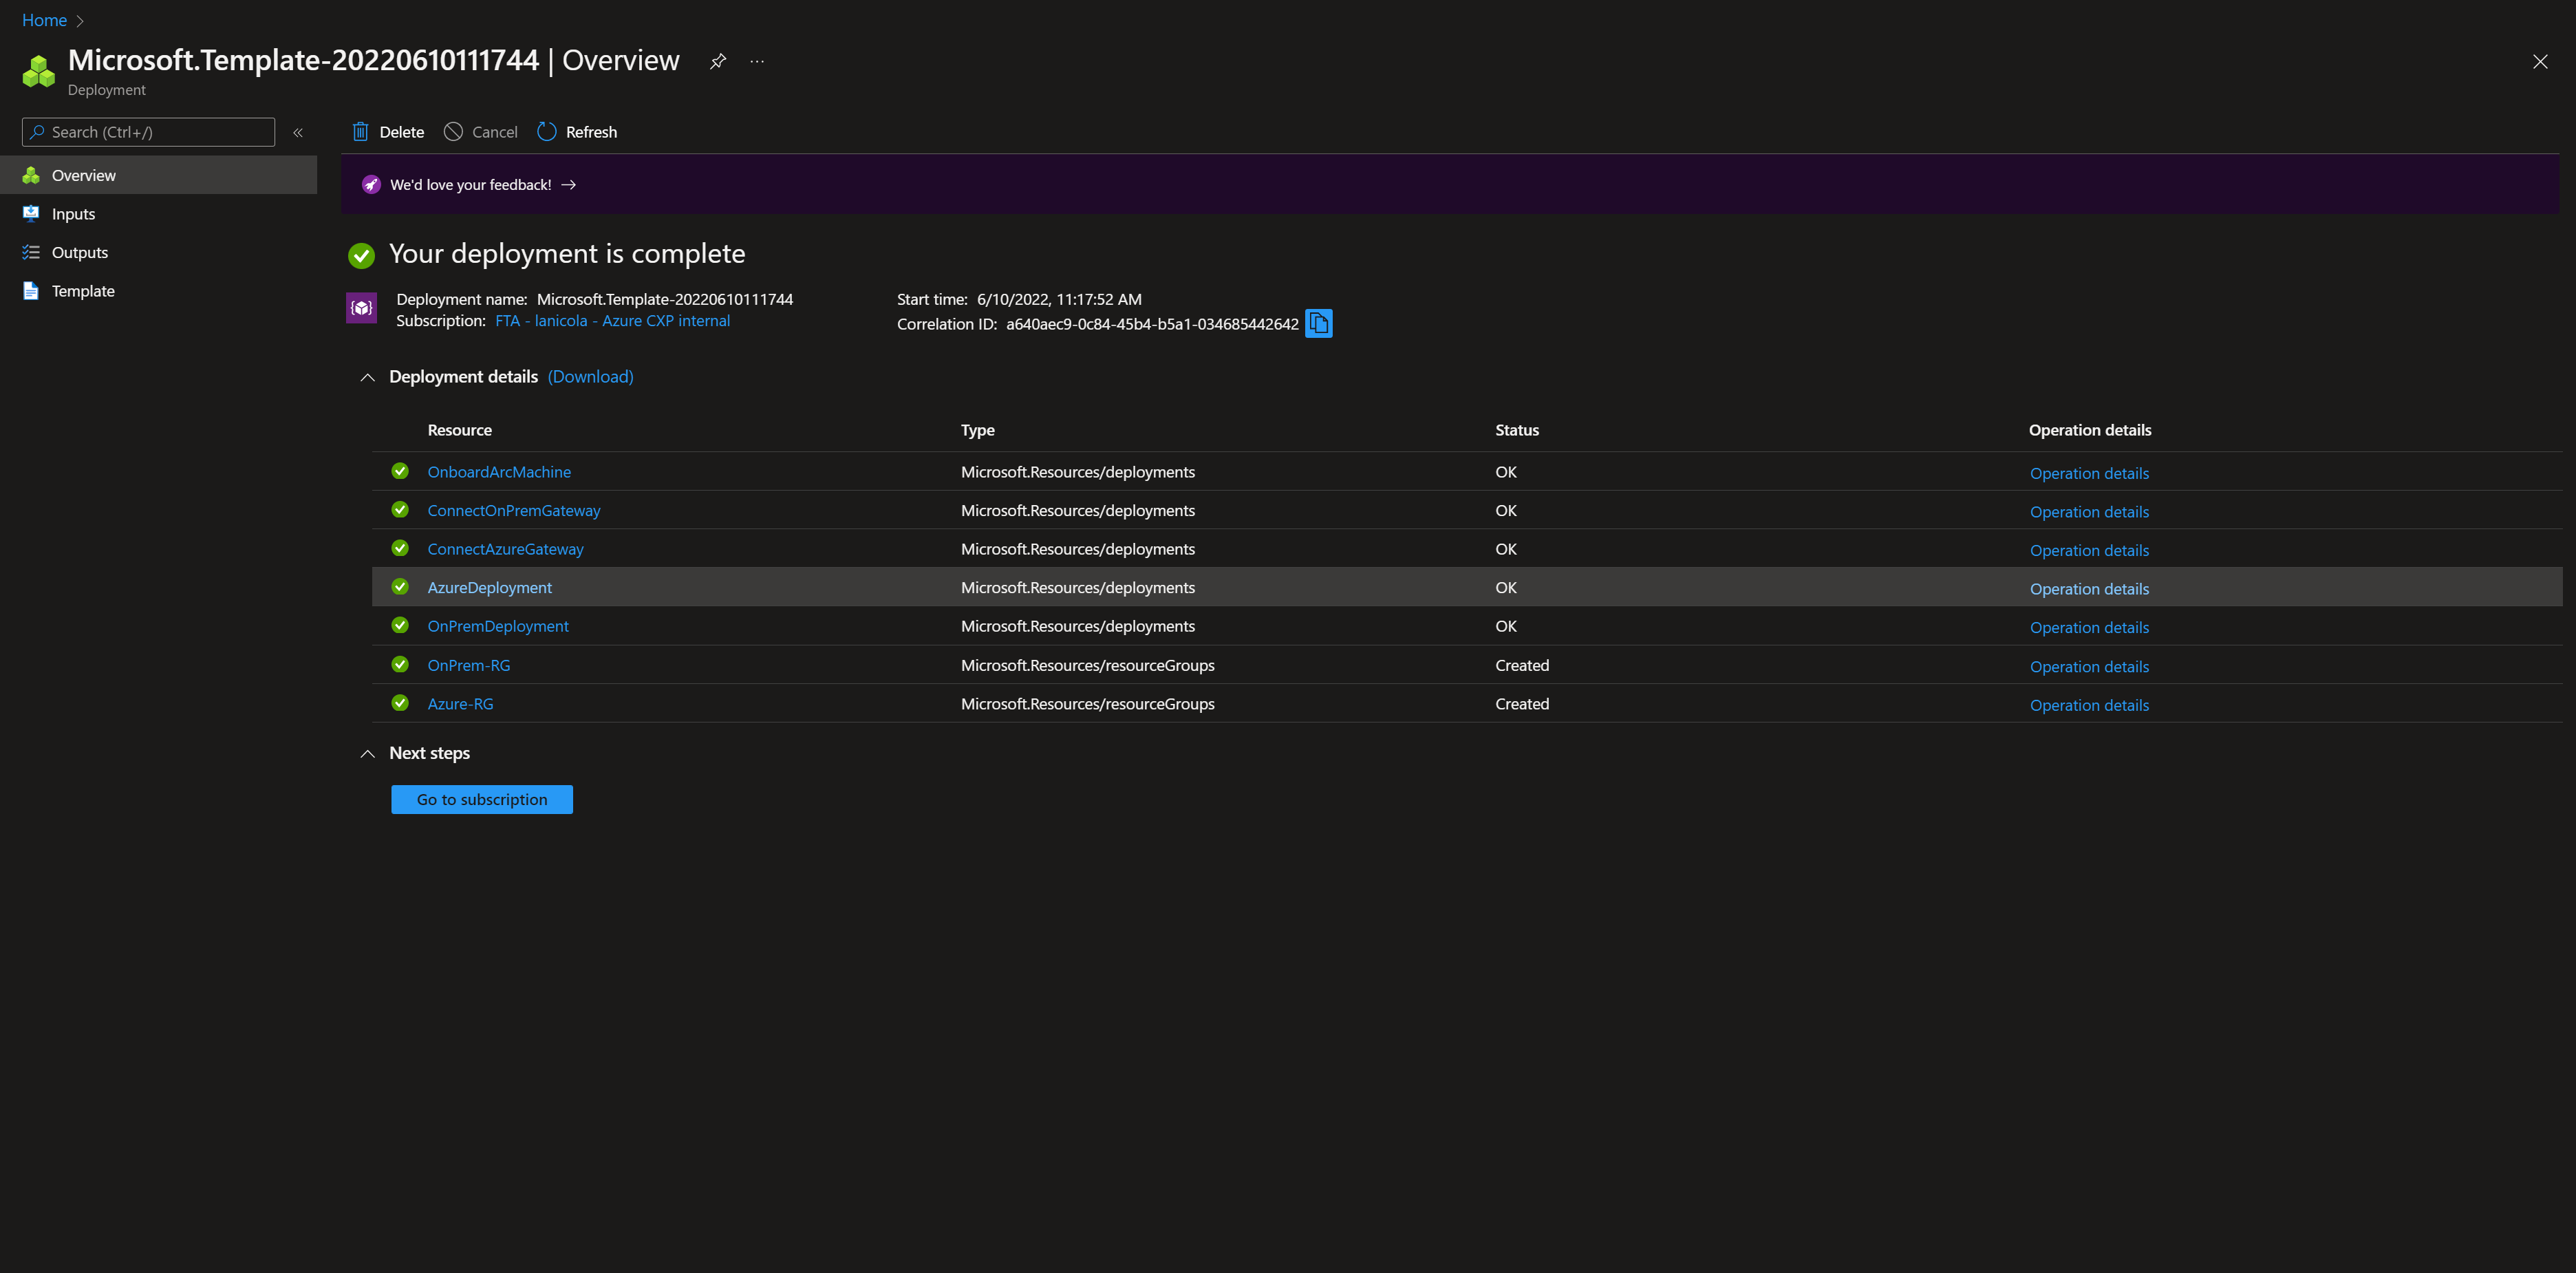 Home
Microsoft.Template-20220610111744 | Overview
Deployment
Search (Ctrl+/)
Overview
Inputs
Outputs
Template
Delete Cancel Refresh
We'd love your feedback!
Your deployment is complete
Deployment name: Microsoft.Template-20220610111744
Subscription: FTA - lanicola - Azure CXP internal
Start time: 6/10/2022, 11:17:52 AM
Correlation ID: a640aec9-0c84-45b4-b5a1-034685442642
Deployment details (Download)
Resource Type Status Operation details
OnboardArcMachine Microsoft.Resources/deployments OK Operation details
ConnectOnPremGateway Microsoft.Resources/deployments OK Operation details
ConnectAzureGateway Microsoft.Resources/deployments OK Operation details
AzureDeployment Microsoft.Resources/deployments OK Operation details
OnPremDeployment Microsoft.Resources/deployments OK Operation details
OnPrem-RG Microsoft.Resources/resourceGroups Created Operation details
Azure-RG Microsoft.Resources/resourceGroups Created Operation details
Next steps
Go to subscription